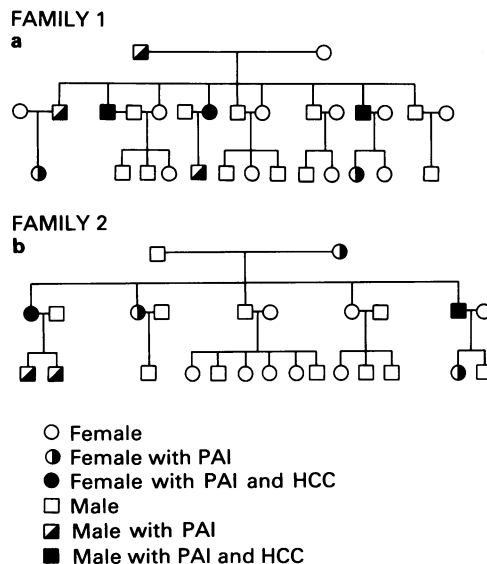 FAMILY 1
a
FAMILY 2
b
Female
Female with PAI
Female with PAI and HCC
Male
Male with PAI
Male with PAI and HCC